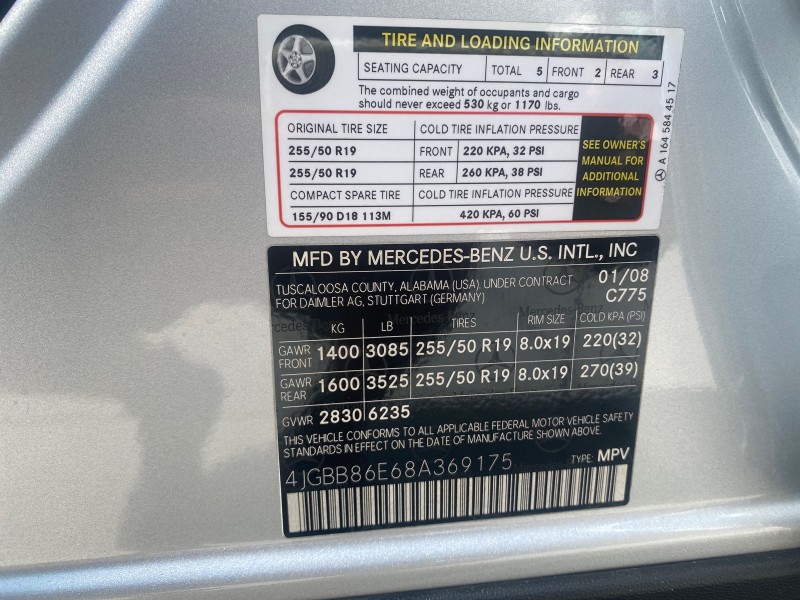 TIRE AND LOADING INFORMATION
SEATING CAPACITY TOTAL 5 FRONT 2 REAR 3
The combined weight of occupants and cargo
should never exceed 530 kg or 1170 lbs.
ORIGINAL TIRE SIZE COLD TIRE INFLATION PRESSURE
255/50 R19 FRONT 220 KPA, 32 PSI
255/50 R19 REAR 260 KPA, 38 PSI
COMPACT SPARE TIRE COLD TIRE INFLATION PRESSURE
155/90 D18 113M 420 KPA, 60 PSI
SEE OWNER'S
MANUAL FOR
ADDITIONAL
INFORMATION
A 164 584 45 17
MFD BY MERCEDES-BENZ U.S. INTL., INC
TUSCALOOSA COUNTY, ALABAMA (USA). UNDER CONTRACT 01/08
FOR DAIMLER AG, STUTTGART (GERMANY) C775
KG LB TIRES RIM SIZE COLD KPA (PSI)
GAWR FRONT 1400 3085 255/50 R19 8.0x19 220(32)
GAWR REAR 1600 3525 255/50 R19 8.0x19 270(39)
GVWR 2830 6235
THIS VEHICLE CONFORMS TO ALL APPLICABLE FEDERAL MOTOR VEHICLE SAFETY
STANDARDS IN EFFECT ON THE DATE OF MANUFACTURE SHOWN ABOVE.
4JGBB86E68A369175 TYPE: MPV